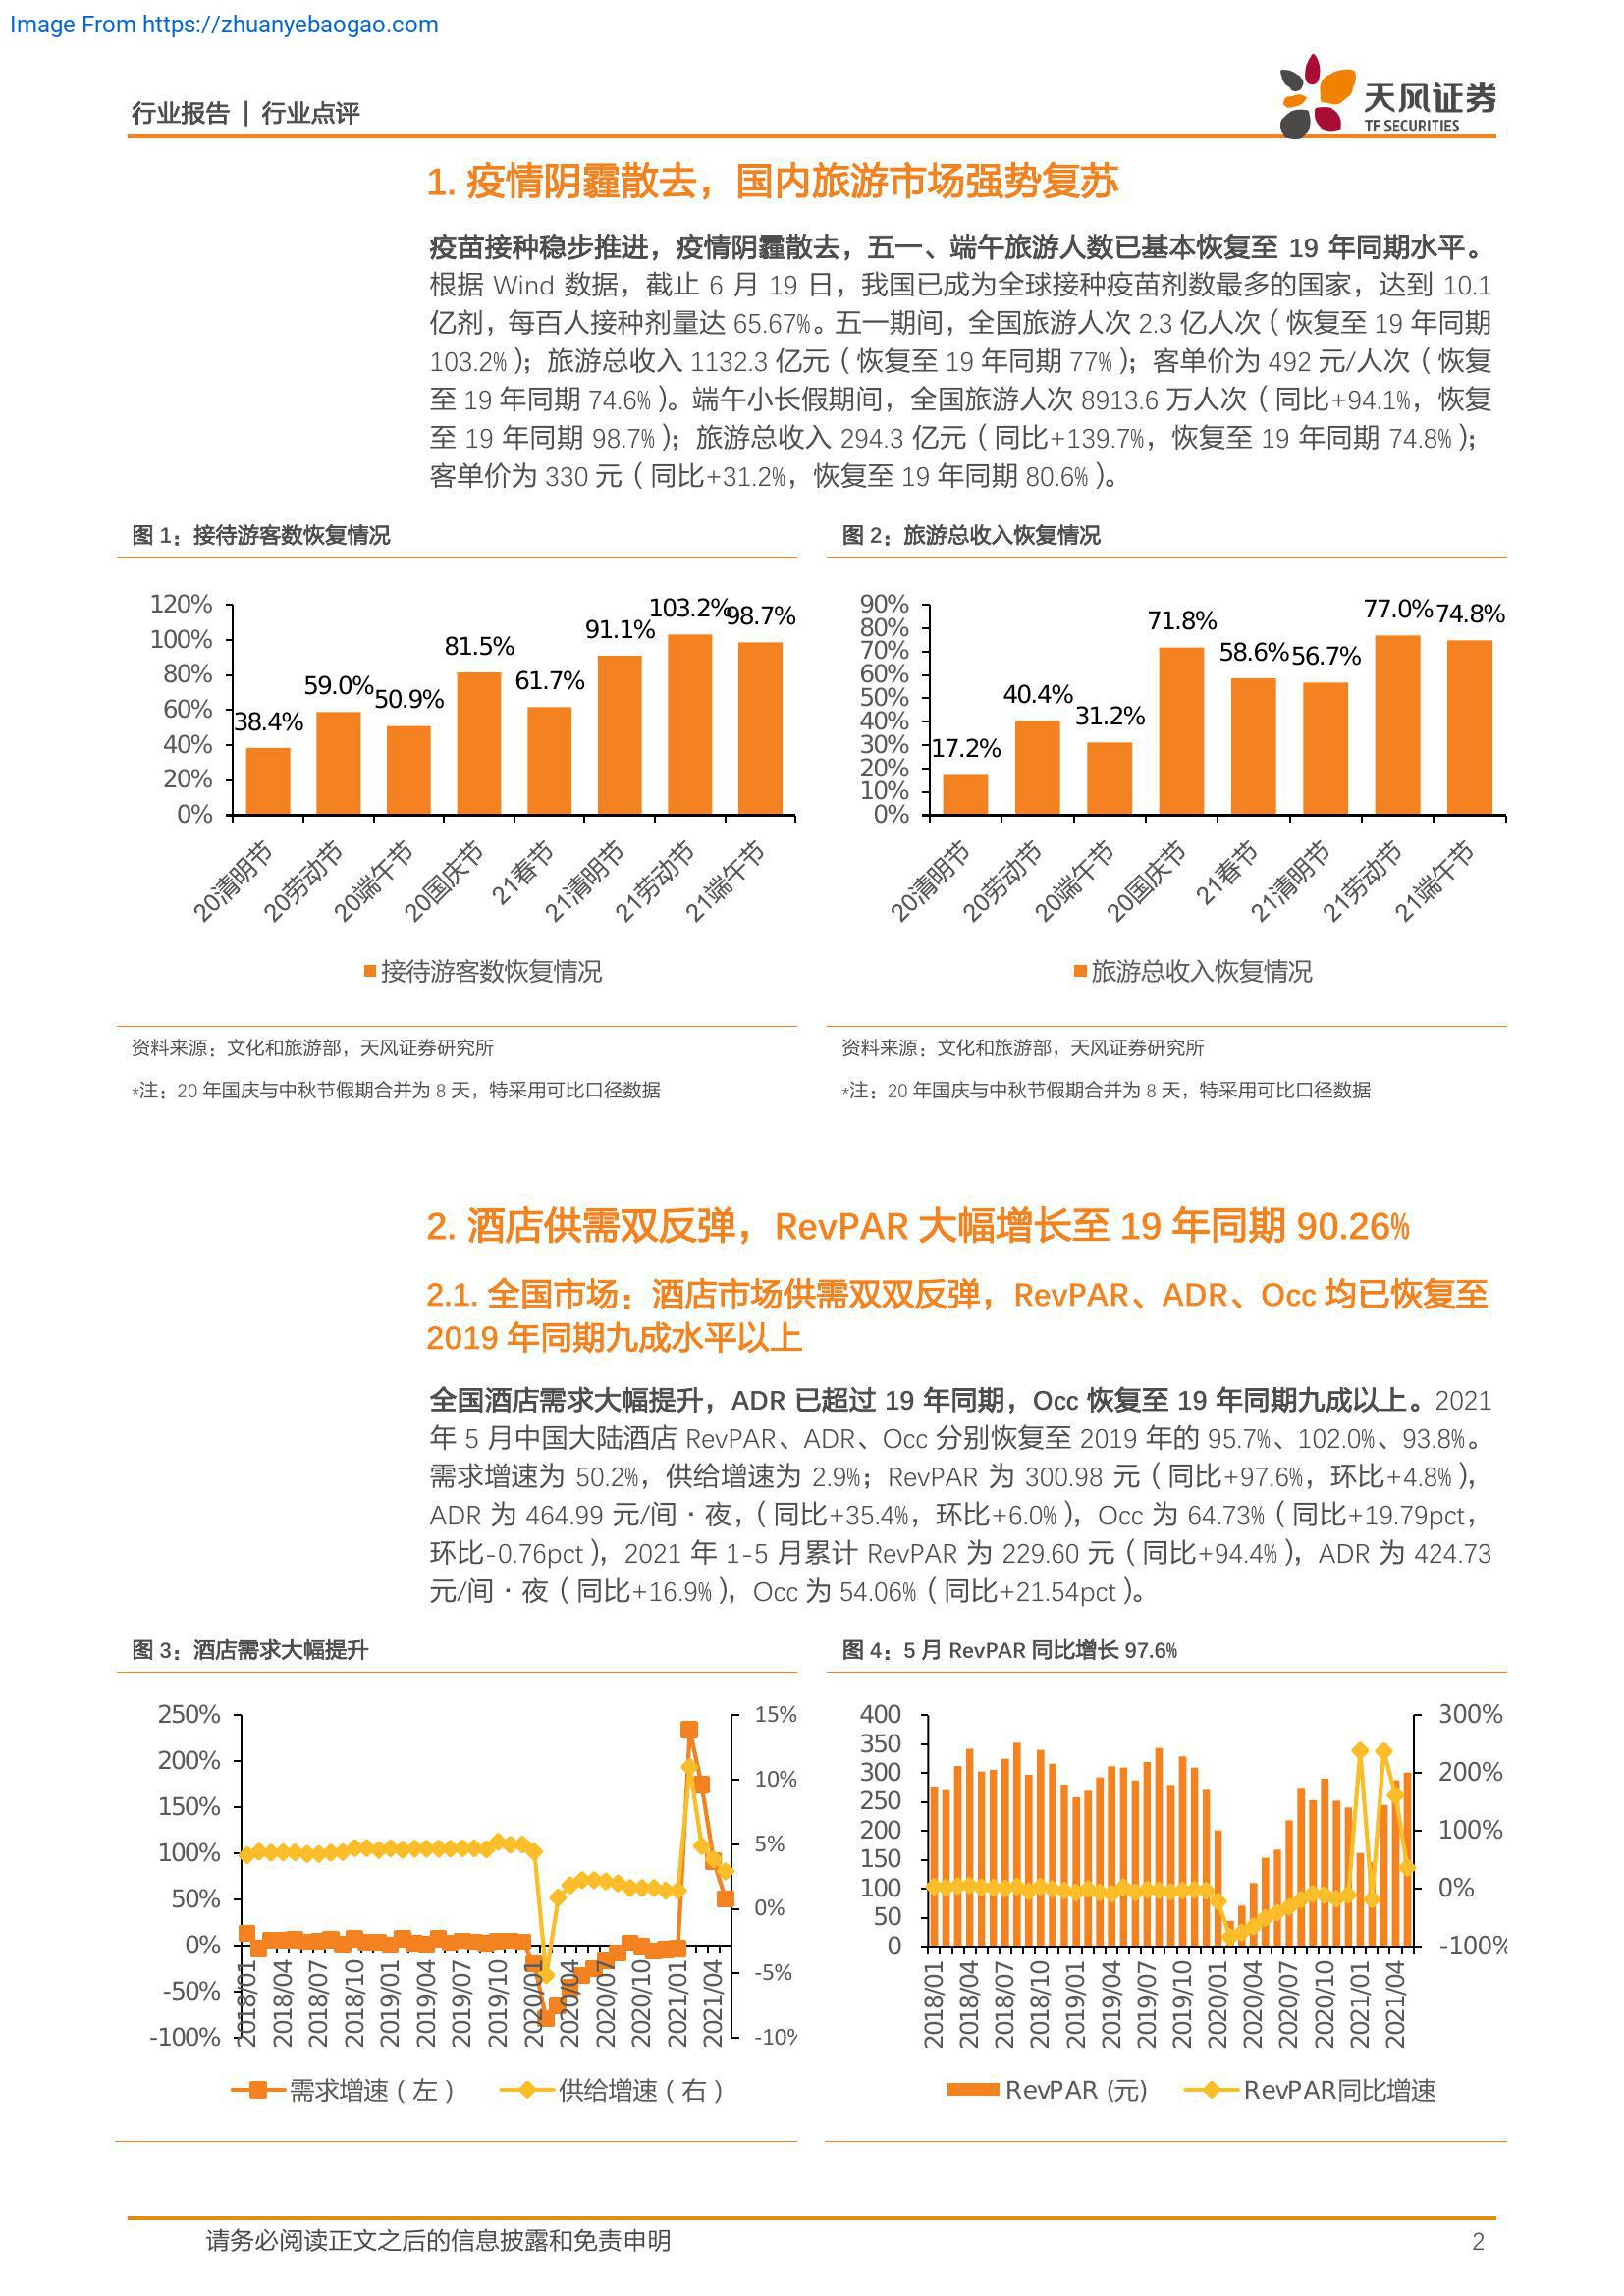 Image From https://zhuanyebaogao.com
行业报告 | 行业点评
天风证券
TF SECURITIES
1. 疫情阴霾散去，国内旅游市场强势复苏
疫苗接种稳步推进，疫情阴霾散去，五一、端午旅游人数已基本恢复至 19 年同期水平。
根据 Wind 数据，截止 6 月 19 日，我国已成为全球接种疫苗剂数最多的国家，达到 10.1
亿剂，每百人接种剂量达 65.67%。五一期间，全国旅游人次 2.3 亿人次（恢复至 19 年同期
103.2%）；旅游总收入 1132.3 亿元（恢复至 19 年同期 77%）；客单价为 492 元/人次（恢复
至 19 年同期 74.6%）。端午小长假期间，全国旅游人次 8913.6 万人次（同比+94.1%，恢复
至 19 年同期 98.7%）；旅游总收入 294.3 亿元（同比+139.7%，恢复至 19 年同期 74.8%）；
客单价为 330 元（同比+31.2%，恢复至 19 年同期 80.6%）。
图 1：接待游客数恢复情况
120%
100%
80%
60%
40%
20%
0%
38.4%
59.0%
50.9%
81.5%
61.7%
91.1%
103.2%
98.7%
20清明节
20劳动节
20端午节
20国庆节
21春节
21清明节
21劳动节
21端午节
接待游客数恢复情况
资料来源：文化和旅游部，天风证券研究所
*注：20 年国庆与中秋节假期合并为 8 天，特采用可比口径数据
图 2：旅游总收入恢复情况
90%
80%
70%
60%
50%
40%
30%
20%
10%
0%
17.2%
40.4%
31.2%
71.8%
58.6%
56.7%
77.0%
74.8%
20清明节
20劳动节
20端午节
20国庆节
21春节
21清明节
21劳动节
21端午节
旅游总收入恢复情况
资料来源：文化和旅游部，天风证券研究所
*注：20 年国庆与中秋节假期合并为 8 天，特采用可比口径数据
2. 酒店供需双反弹，RevPAR 大幅增长至 19 年同期 90.26%
2.1. 全国市场：酒店市场供需双双反弹，RevPAR、ADR、Occ 均已恢复至
2019 年同期九成水平以上
全国酒店需求大幅提升，ADR 已超过 19 年同期，Occ 恢复至 19 年同期九成以上。2021
年 5 月中国大陆酒店 RevPAR、ADR、Occ 分别恢复至 2019 年的 95.7%、102.0%、93.8%。
需求增速为 50.2%，供给增速为 2.9%；RevPAR 为 300.98 元（同比+97.6%，环比+4.8%），
ADR 为 464.99 元/间·夜，（同比+35.4%，环比+6.0%），Occ 为 64.73%（同比+19.79pct，
环比-0.76pct），2021 年 1-5 月累计 RevPAR 为 229.60 元（同比+94.4%），ADR 为 424.73
元/间·夜（同比+16.9%），Occ 为 54.06%（同比+21.54pct）。
图 3：酒店需求大幅提升
250%
200%
150%
100%
50%
0%
-50%
-100%
15%
10%
5%
0%
-5%
-10%
2018/01
2018/04
2018/07
2018/10
2019/01
2019/04
2019/07
2019/10
2020/01
2020/04
2020/07
2020/10
2021/01
2021/04
需求增速（左）
供给增速（右）
图 4：5 月 RevPAR 同比增长 97.6%
400
350
300
250
200
150
100
50
0
300%
200%
100%
0%
-100%
2018/01
2018/04
2018/07
2018/10
2019/01
2019/04
2019/07
2019/10
2020/01
2020/04
2020/07
2020/10
2021/01
2021/04
RevPAR (元)
RevPAR同比增速
请务必阅读正文之后的信息披露和免责申明
2